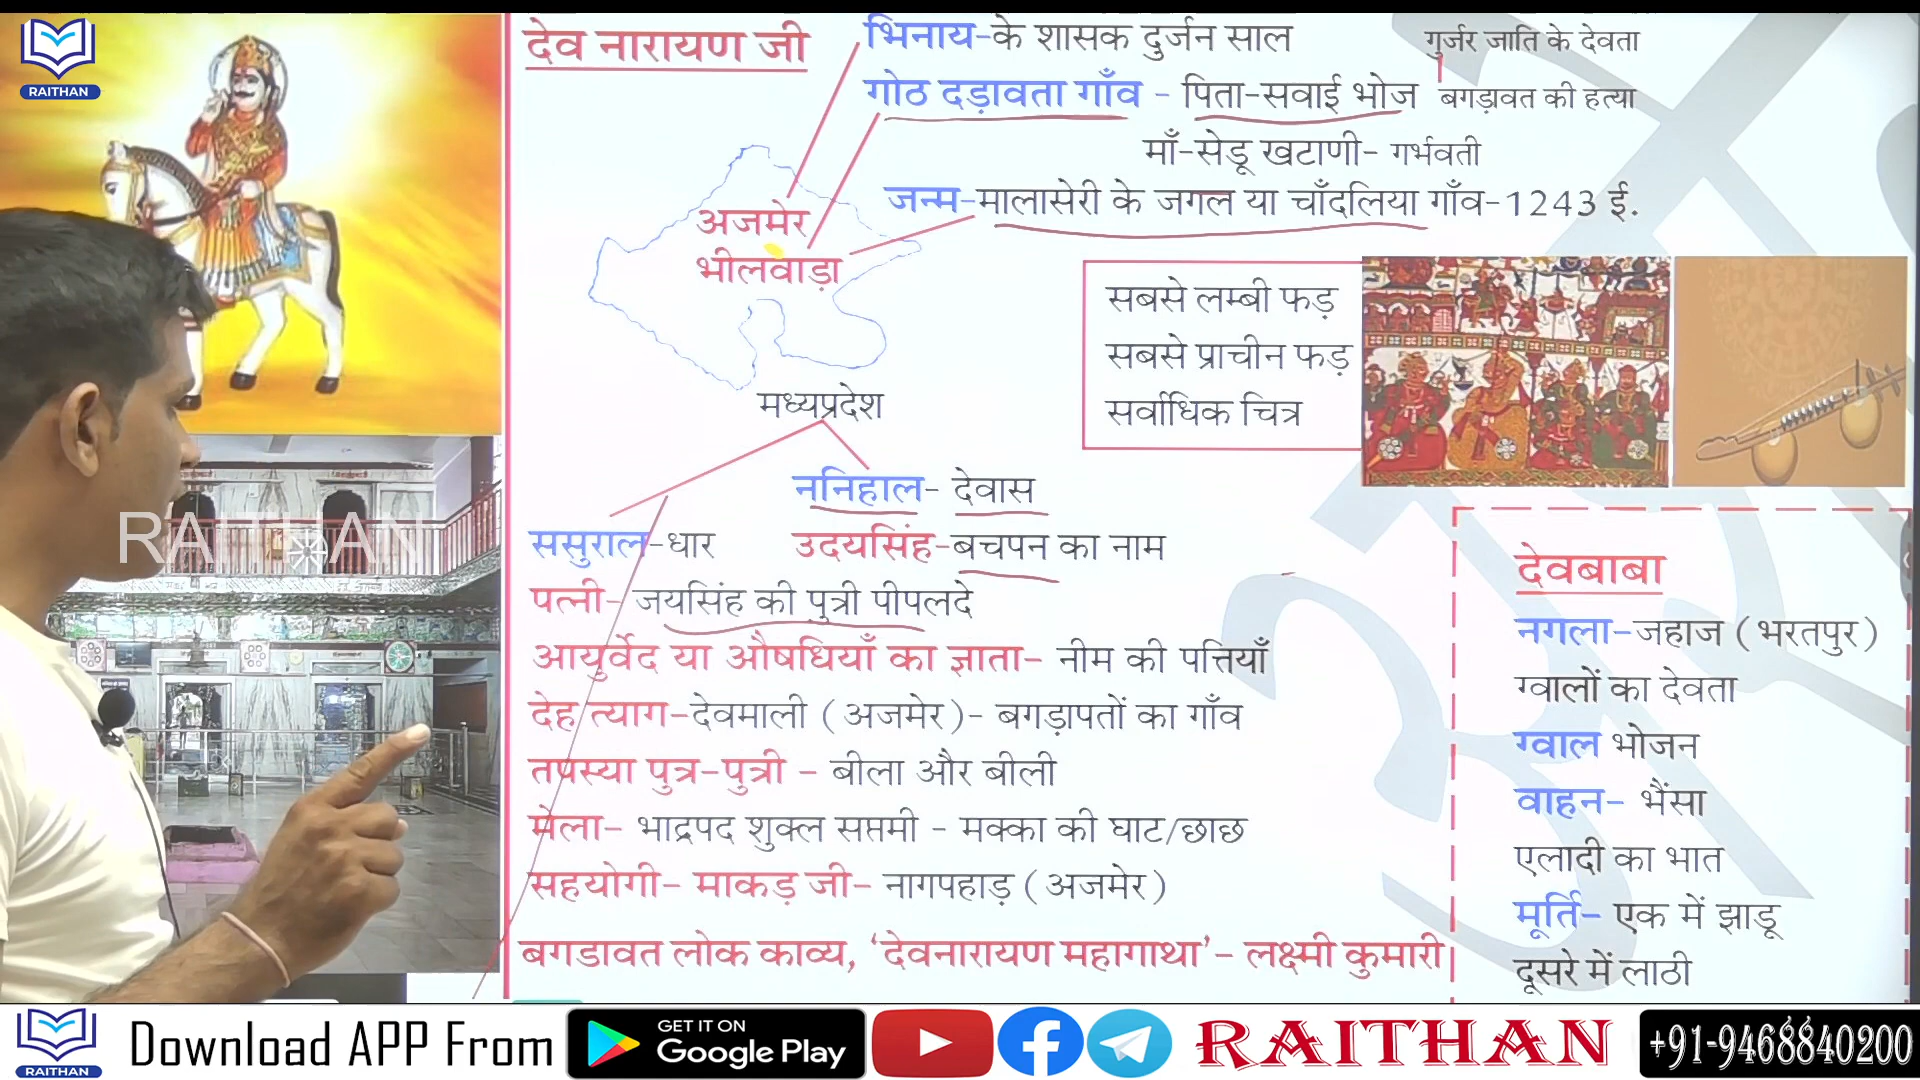 RAITHAN
देव नारायण जी
भिनाय-के शासक दुर्जन साल
गुर्जर जाति के देवता
गोठ दड़ावता गाँव - पिता-सवाई भोज
बगड़ावत की हत्या
माँ-सेडू खटाणी- गर्भवती
जन्म-मालासेरी के जगल या चाँदलिया गाँव-1243 ई.
अजमेर
भीलवाड़ा
सबसे लम्बी फड़
सबसे प्राचीन फड़
सर्वाधिक चित्र
मध्यप्रदेश
ननिहाल- देवास
ससुराल-धार
उदयसिंह-बचपन का नाम
पत्नी- जयसिंह की पुत्री पीपलदे
आयुर्वेद या औषधियाँ का ज्ञाता- नीम की पत्तियाँ
देह त्याग-देवमाली (अजमेर)- बगड़ापतों का गाँव
तपस्या पुत्र-पुत्री - बीला और बीली
मेला- भाद्रपद शुक्ल सप्तमी - मक्का की घाट/छाछ
सहयोगी- माकड़ जी- नागपहाड़ (अजमेर)
बगडावत लोक काव्य, 'देवनारायण महागाथा'- लक्ष्मी कुमारी
देवबाबा
नगला-जहाज (भरतपुर)
ग्वालों का देवता
ग्वाल भोजन
वाहन- भैंसा
एलादी का भात
मूर्ति- एक में झाडू
दूसरे में लाठी
RAITHAN
RAITHAN
Download APP From
GET IT ON
Google Play
RAITHAN
+91-9468840200